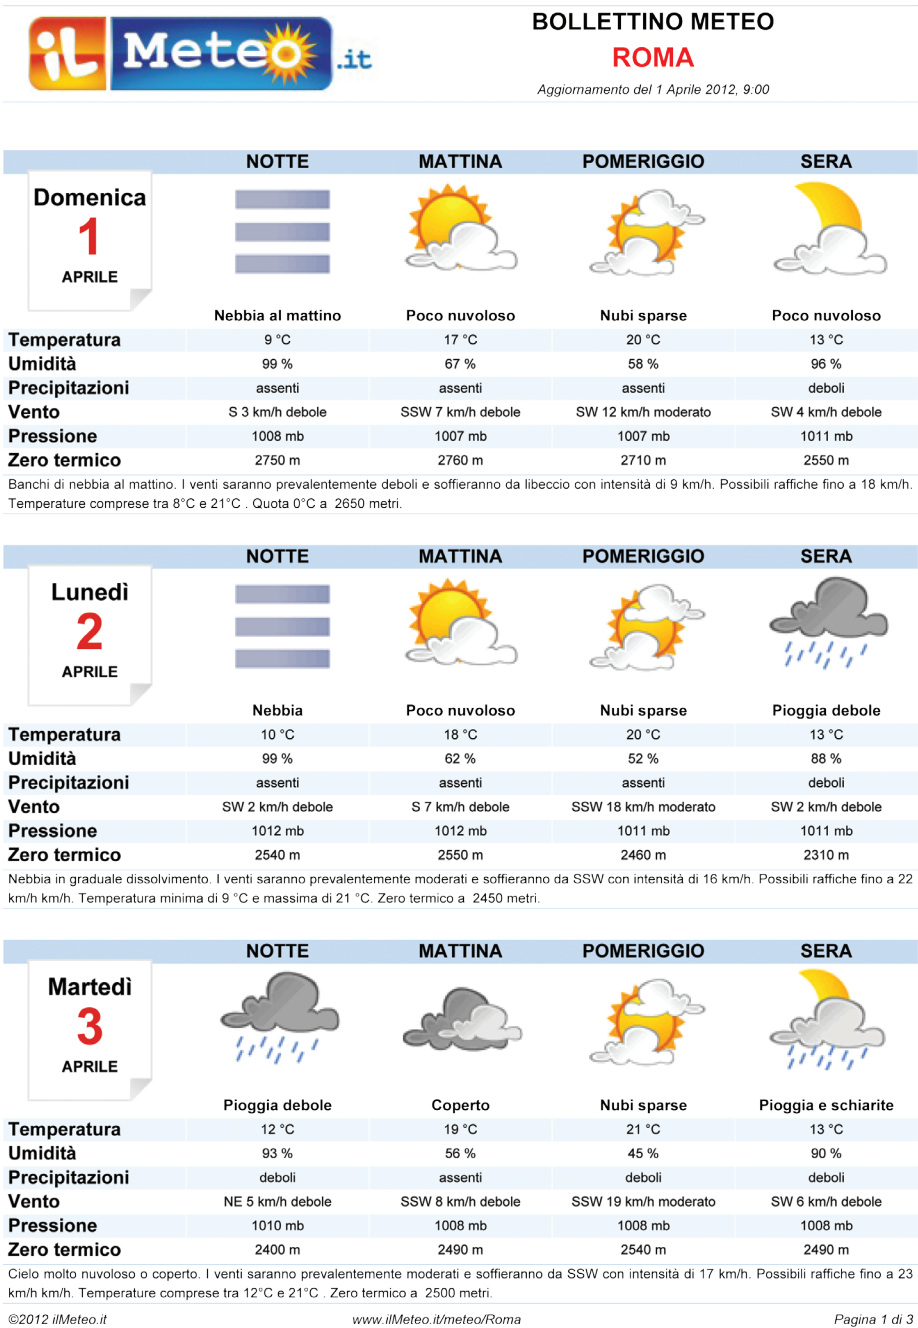 iL Meteo.it
BOLLETTINO METEO
ROMA
Aggiornamento del 1 Aprile 2012, 9:00
NOTTE MATTINA POMERIGGIO SERA
Domenica
1
APRILE
Nebbia al mattino Poco nuvoloso Nubi sparse Poco nuvoloso
Temperatura 9 °C 17 °C 20 °C 13 °C
Umidità 99 % 67 % 58 % 96 %
Precipitazioni assenti assenti assenti deboli
Vento S 3 km/h debole SSW 7 km/h debole SW 12 km/h moderato SW 4 km/h debole
Pressione 1008 mb 1007 mb 1007 mb 1011 mb
Zero termico 2750 m 2760 m 2710 m 2550 m
Banchi di nebbia al mattino. I venti saranno prevalentemente deboli e soffieranno da libeccio con intensità di 9 km/h. Possibili raffiche fino a 18 km/h.
Temperature comprese tra 8°C e 21°C . Quota 0°C a 2650 metri.
NOTTE MATTINA POMERIGGIO SERA
Lunedì
2
APRILE
Nebbia Poco nuvoloso Nubi sparse Pioggia debole
Temperatura 10 °C 18 °C 20 °C 13 °C
Umidità 99 % 62 % 52 % 88 %
Precipitazioni assenti assenti assenti deboli
Vento SW 2 km/h debole S 7 km/h debole SSW 18 km/h moderato SW 2 km/h debole
Pressione 1012 mb 1012 mb 1011 mb 1011 mb
Zero termico 2540 m 2550 m 2460 m 2310 m
Nebbia in graduale dissolvimento. I venti saranno prevalentemente moderati e soffieranno da SSW con intensità di 16 km/h. Possibili raffiche fino a 22
km/h km/h. Temperatura minima di 9 °C e massima di 21 °C. Zero termico a 2450 metri.
NOTTE MATTINA POMERIGGIO SERA
Martedì
3
APRILE
Pioggia debole Coperto Nubi sparse Pioggia e schiarite
Temperatura 12 °C 19 °C 21 °C 13 °C
Umidità 93 % 56 % 45 % 90 %
Precipitazioni deboli assenti deboli deboli
Vento NE 5 km/h debole SSW 8 km/h debole SSW 19 km/h moderato SW 6 km/h debole
Pressione 1010 mb 1008 mb 1008 mb 1008 mb
Zero termico 2400 m 2490 m 2540 m 2490 m
Cielo molto nuvoloso o coperto. I venti saranno prevalentemente moderati e soffieranno da SSW con intensità di 17 km/h. Possibili raffiche fino a 23
km/h km/h. Temperature comprese tra 12°C e 21°C . Zero termico a 2500 metri.
©2012 ilMeteo.it www.ilMeteo.it/meteo/Roma Pagina 1 di 3